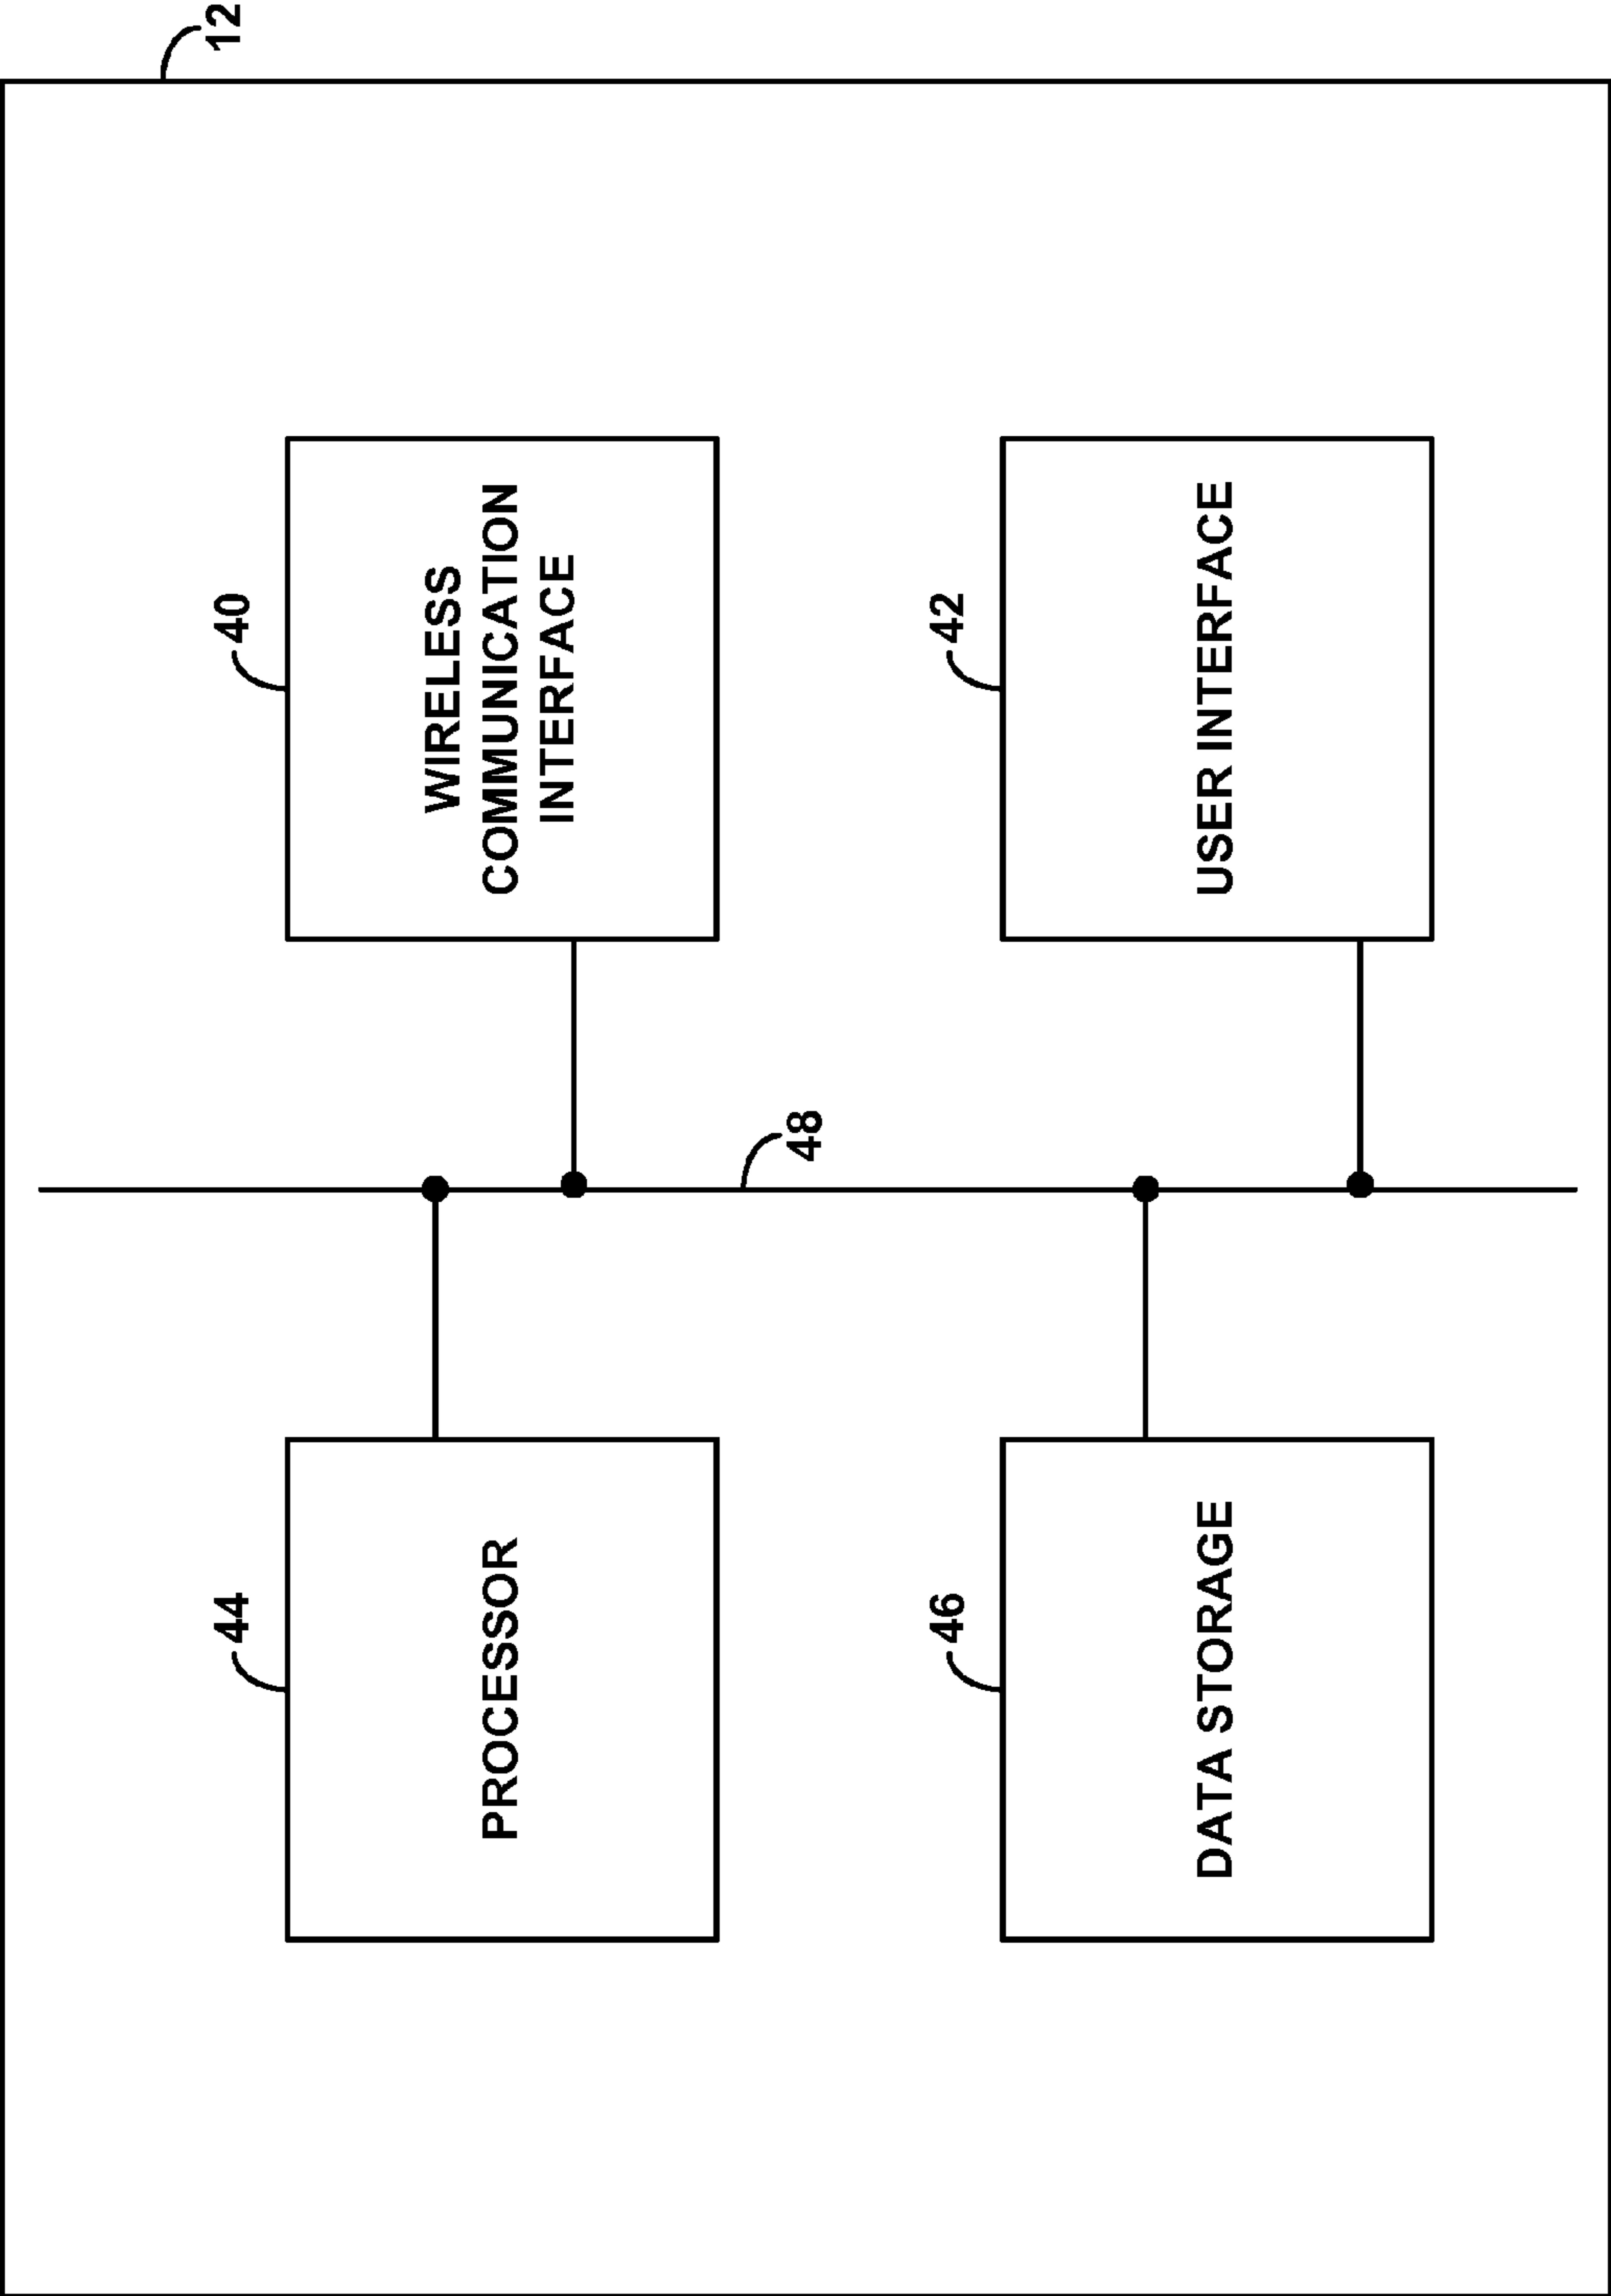 12
44
PROCESSOR
40
WIRELESS
COMMUNICATION
INTERFACE
48
46
DATA STORAGE
42
USER INTERFACE